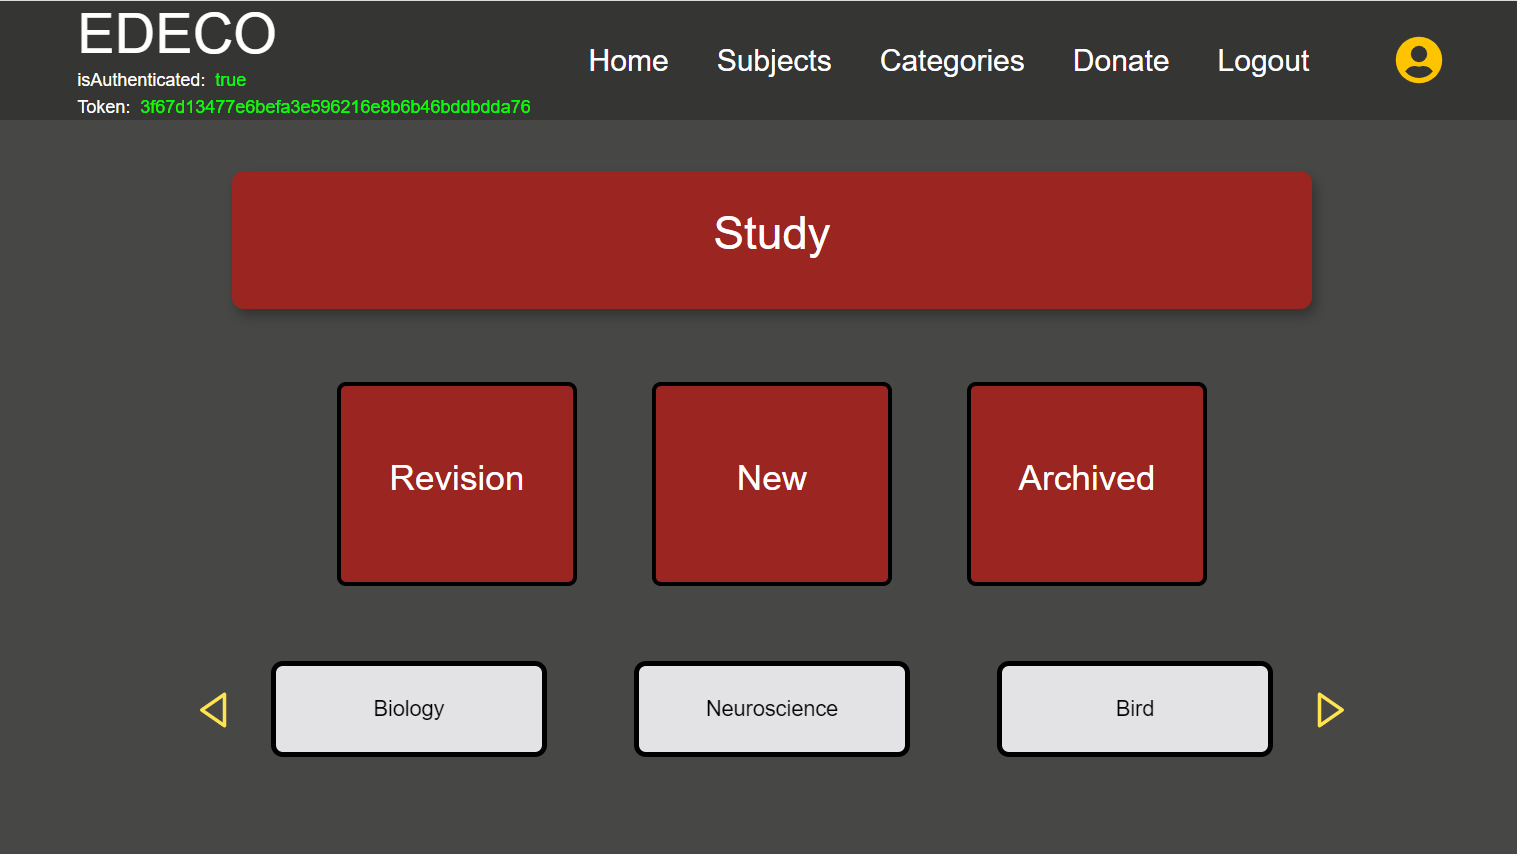 EDECO
isAuthenticated: true
Token: 3f67d13477e6befa3e596216e8b6b46bddbdda76
Home Subjects Categories Donate Logout
Study
Revision New Archived
Biology Neuroscience Bird